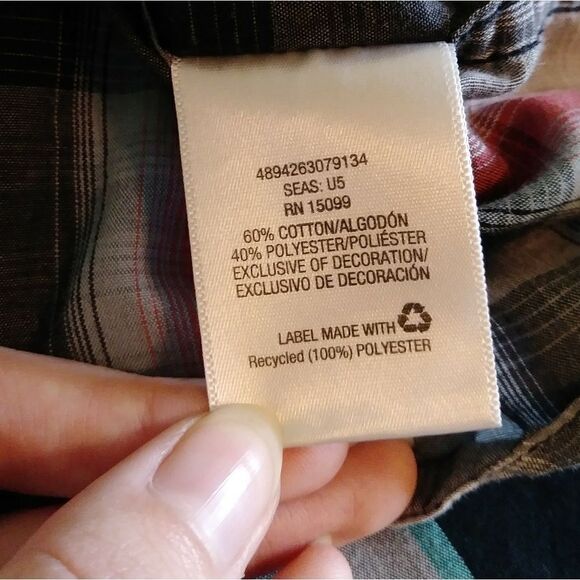 4894263079134
SEAS: U5
RN 15099
60% COTTON/ALGODÓN
40% POLYESTER/POLIÉSTER
EXCLUSIVE OF DECORATION/
EXCLUSIVO DE DECORACIÓN
LABEL MADE WITH
Recycled (100%) POLYESTER